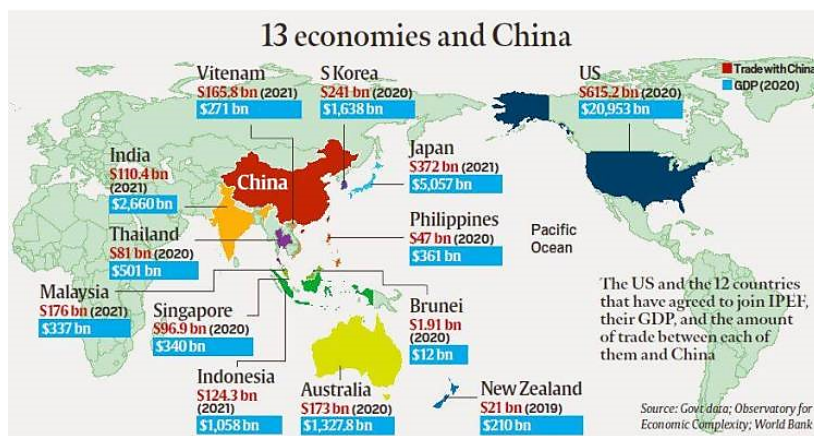 13 economies and China
Vitenam
$165.8 bn (2021)
$271 bn
S Korea
$241 bn (2020)
$1,638 bn
US
$615.2 bn (2020)
$20,953 bn
Trade with China
GDP (2020)
India
$110.4 bn
(2021)
$2,660 bn
China
Japan
$372 bn (2021)
$5,057 bn
Thailand
$81 bn (2020)
$501 bn
Philippines
$47 bn (2020)
$361 bn
Pacific
Ocean
Malaysia
$176 bn (2021)
$337 bn
Singapore
$96.9 bn (2020)
$340 bn
Brunei
$1.91 bn
(2020)
$12 bn
The US and the 12 countries
that have agreed to join IPEF,
their GDP, and the amount
of trade between each of
them and China
Indonesia
$124.3 bn
(2021)
$1,058 bn
Australia
$173 bn (2020)
$1,327.8 bn
New Zealand
$21 bn (2019)
$210 bn
Source: Govt data; Observatory for
Economic Complexity; World Bank